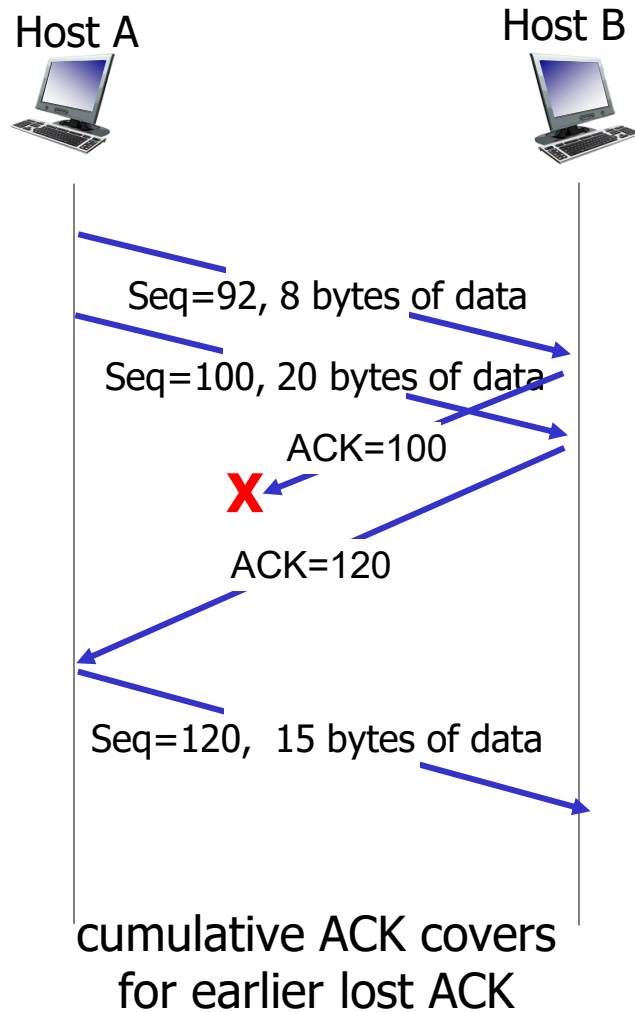 Host A
Host B
Seq=92, 8 bytes of data
Seq=100, 20 bytes of data
ACK=100
X
ACK=120
Seq=120, 15 bytes of data
cumulative ACK covers
for earlier lost ACK